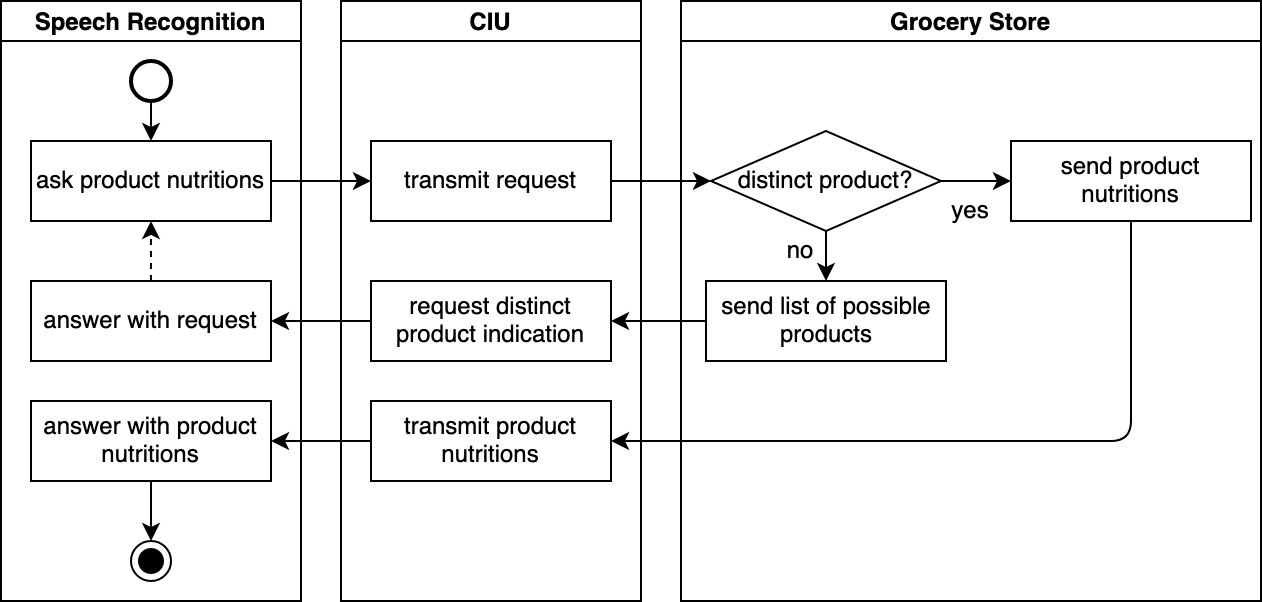 Speech Recognition
CIU
Grocery Store
ask product nutritions
transmit request
distinct product?
yes
no
send product
nutritions
answer with request
request distinct
product indication
send list of possible
products
answer with product
nutritions
transmit product
nutritions